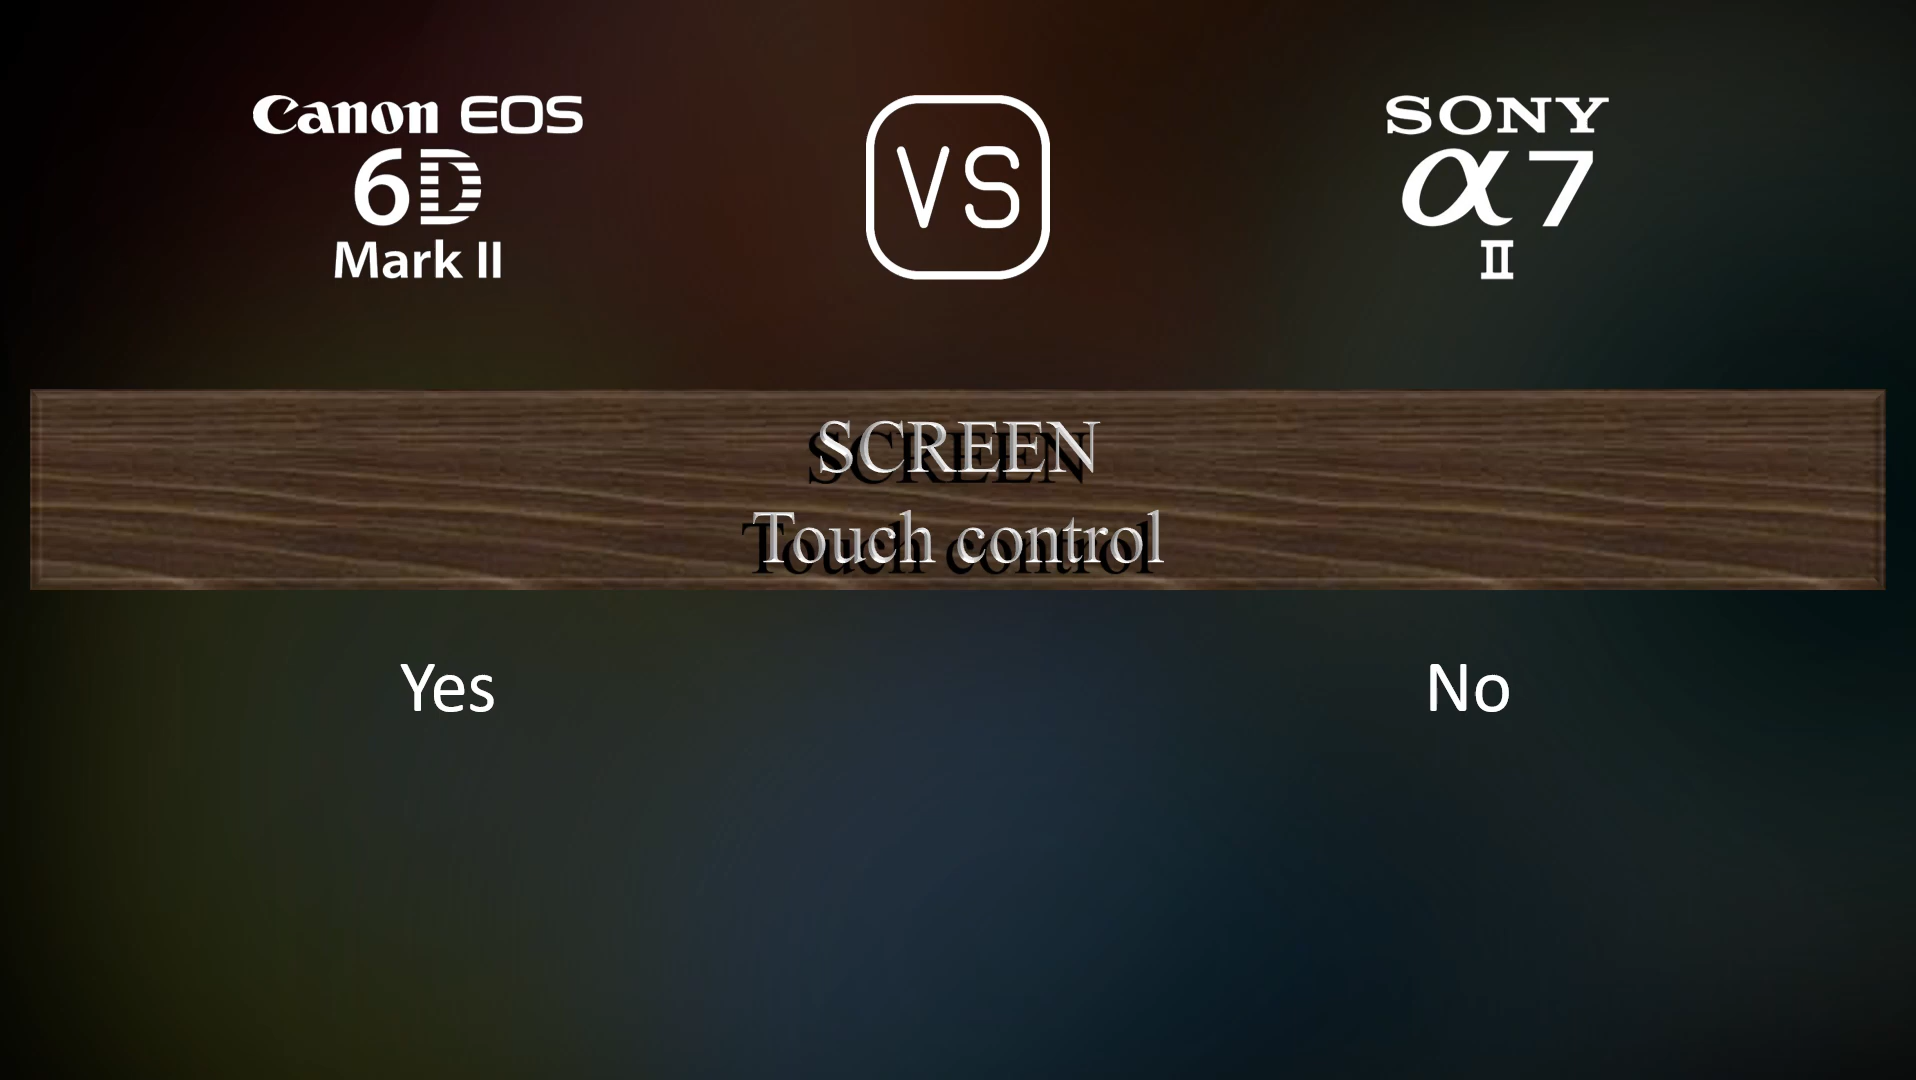 Canon EOS
6D
Mark II
VS
SONY
α7
II
SCREEN
Touch control
Yes
No